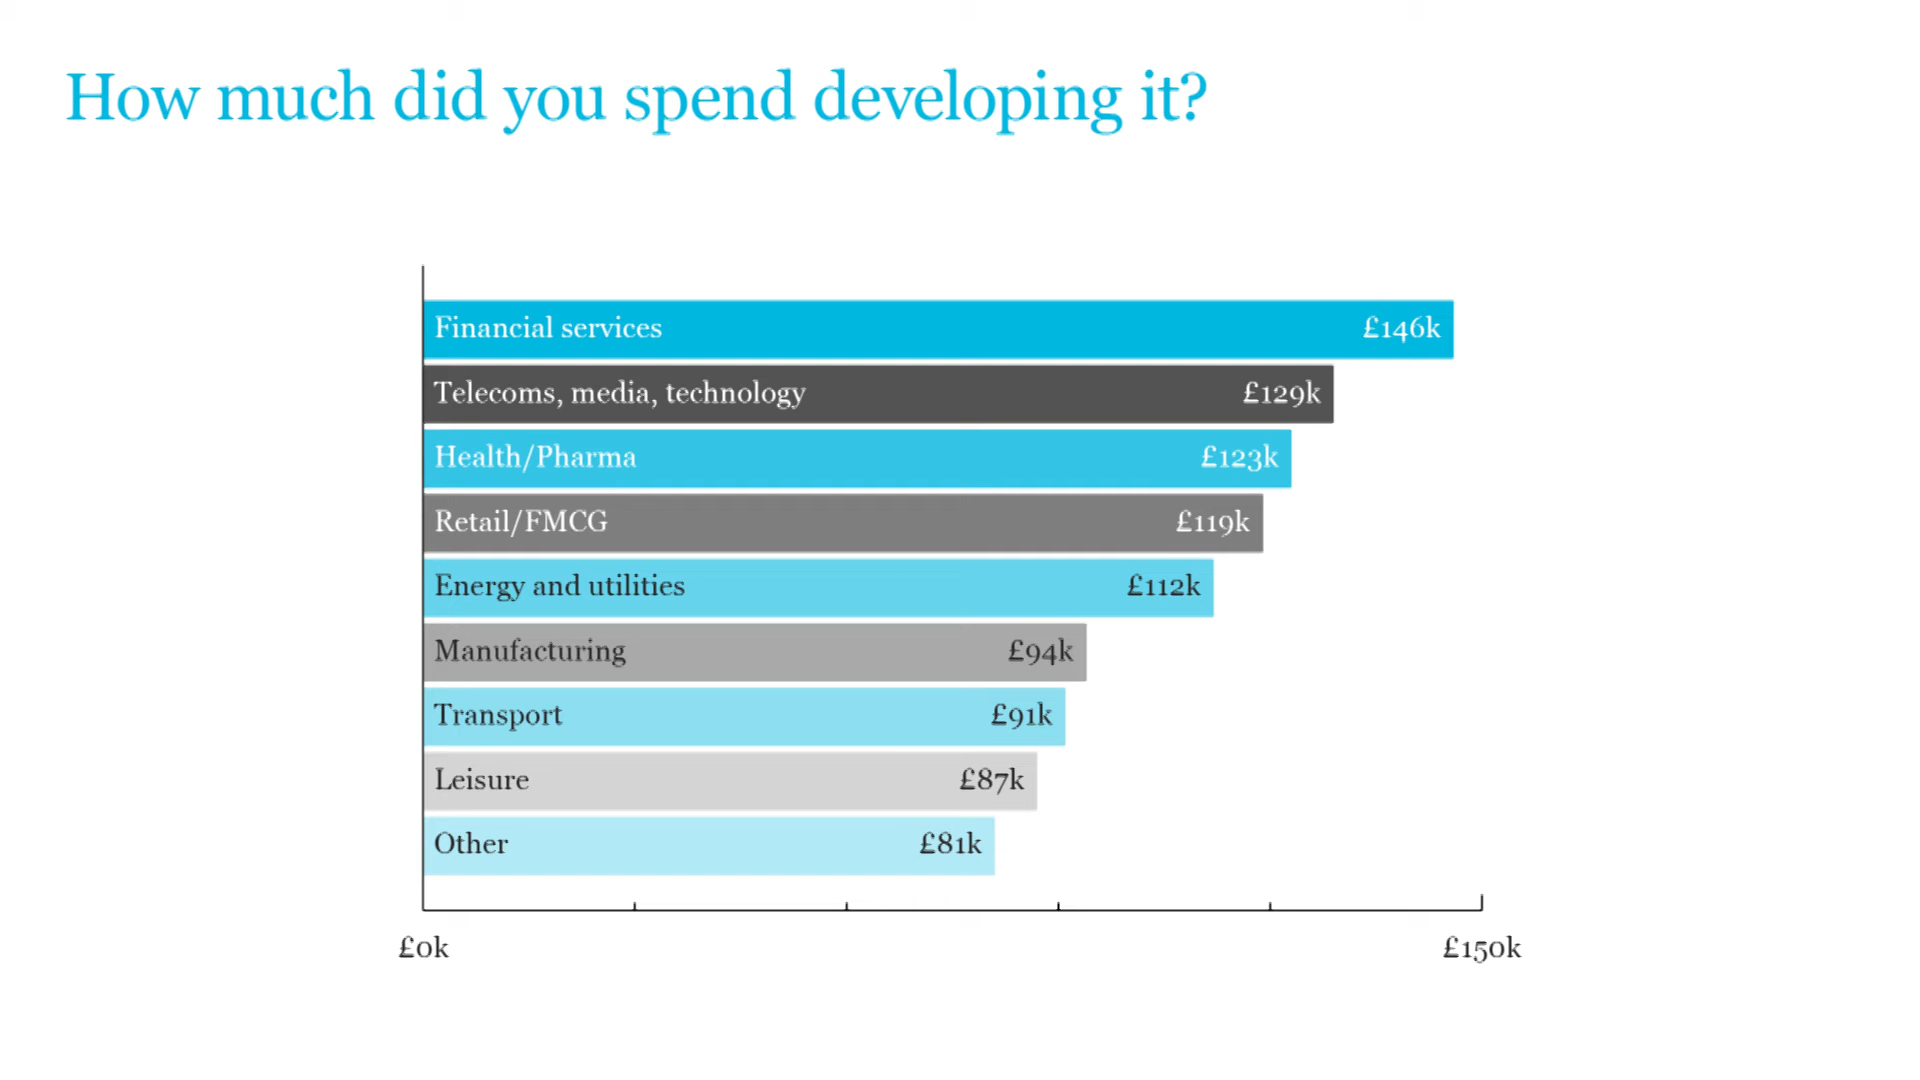 How much did you spend developing it?
Financial services £146k
Telecoms, media, technology £129k
Health/Pharma £123k
Retail/FMCG £119k
Energy and utilities £112k
Manufacturing £94k
Transport £91k
Leisure £87k
Other £81k
£0k £150k